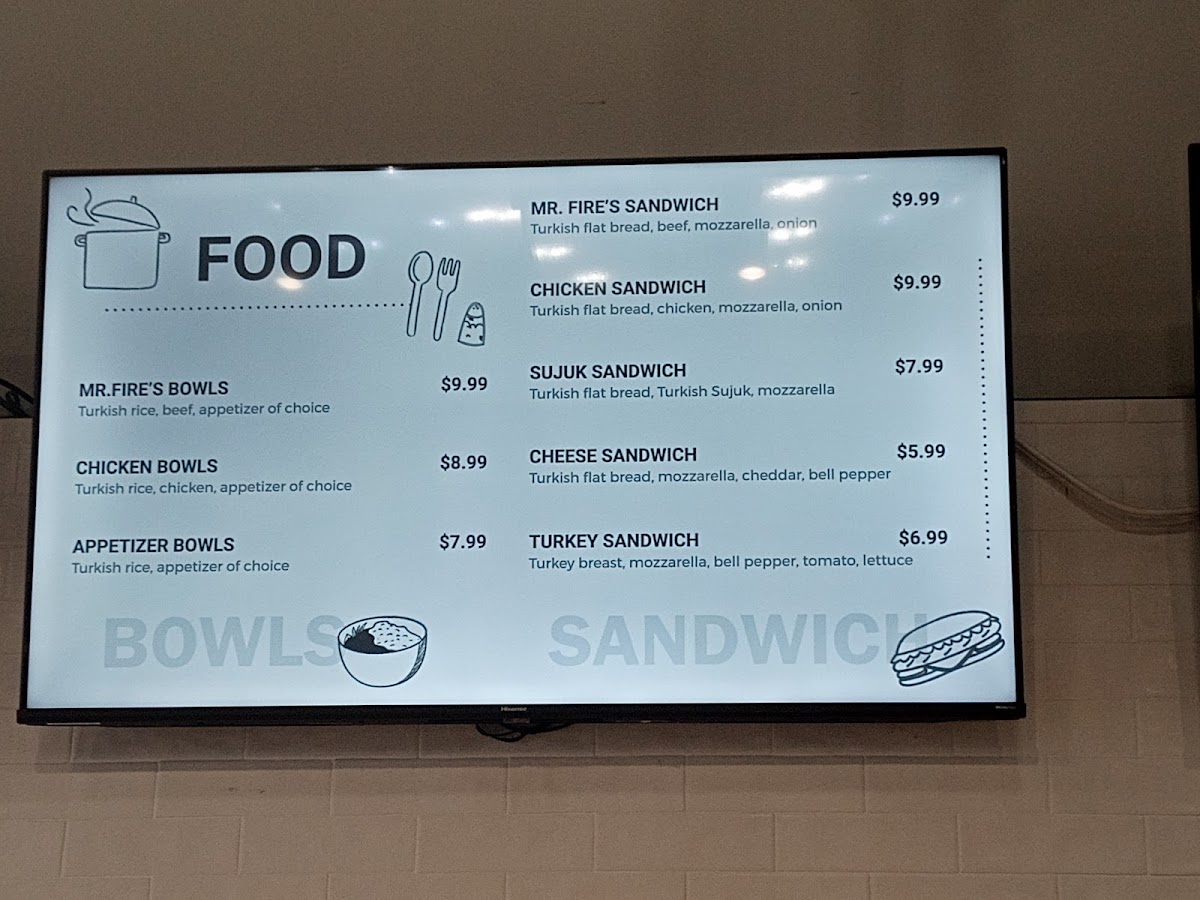 FOOD
MR.FIRE'S BOWLS $9.99
Turkish rice, beef, appetizer of choice
CHICKEN BOWLS $8.99
Turkish rice, chicken, appetizer of choice
APPETIZER BOWLS $7.99
Turkish rice, appetizer of choice
BOWLS
MR. FIRE'S SANDWICH $9.99
Turkish flat bread, beef, mozzarella, onion
CHICKEN SANDWICH $9.99
Turkish flat bread, chicken, mozzarella, onion
SUJUK SANDWICH $7.99
Turkish flat bread, Turkish Sujuk, mozzarella
CHEESE SANDWICH $5.99
Turkish flat bread, mozzarella, cheddar, bell pepper
TURKEY SANDWICH $6.99
Turkey breast, mozzarella, bell pepper, tomato, lettuce
SANDWICH
Hisense